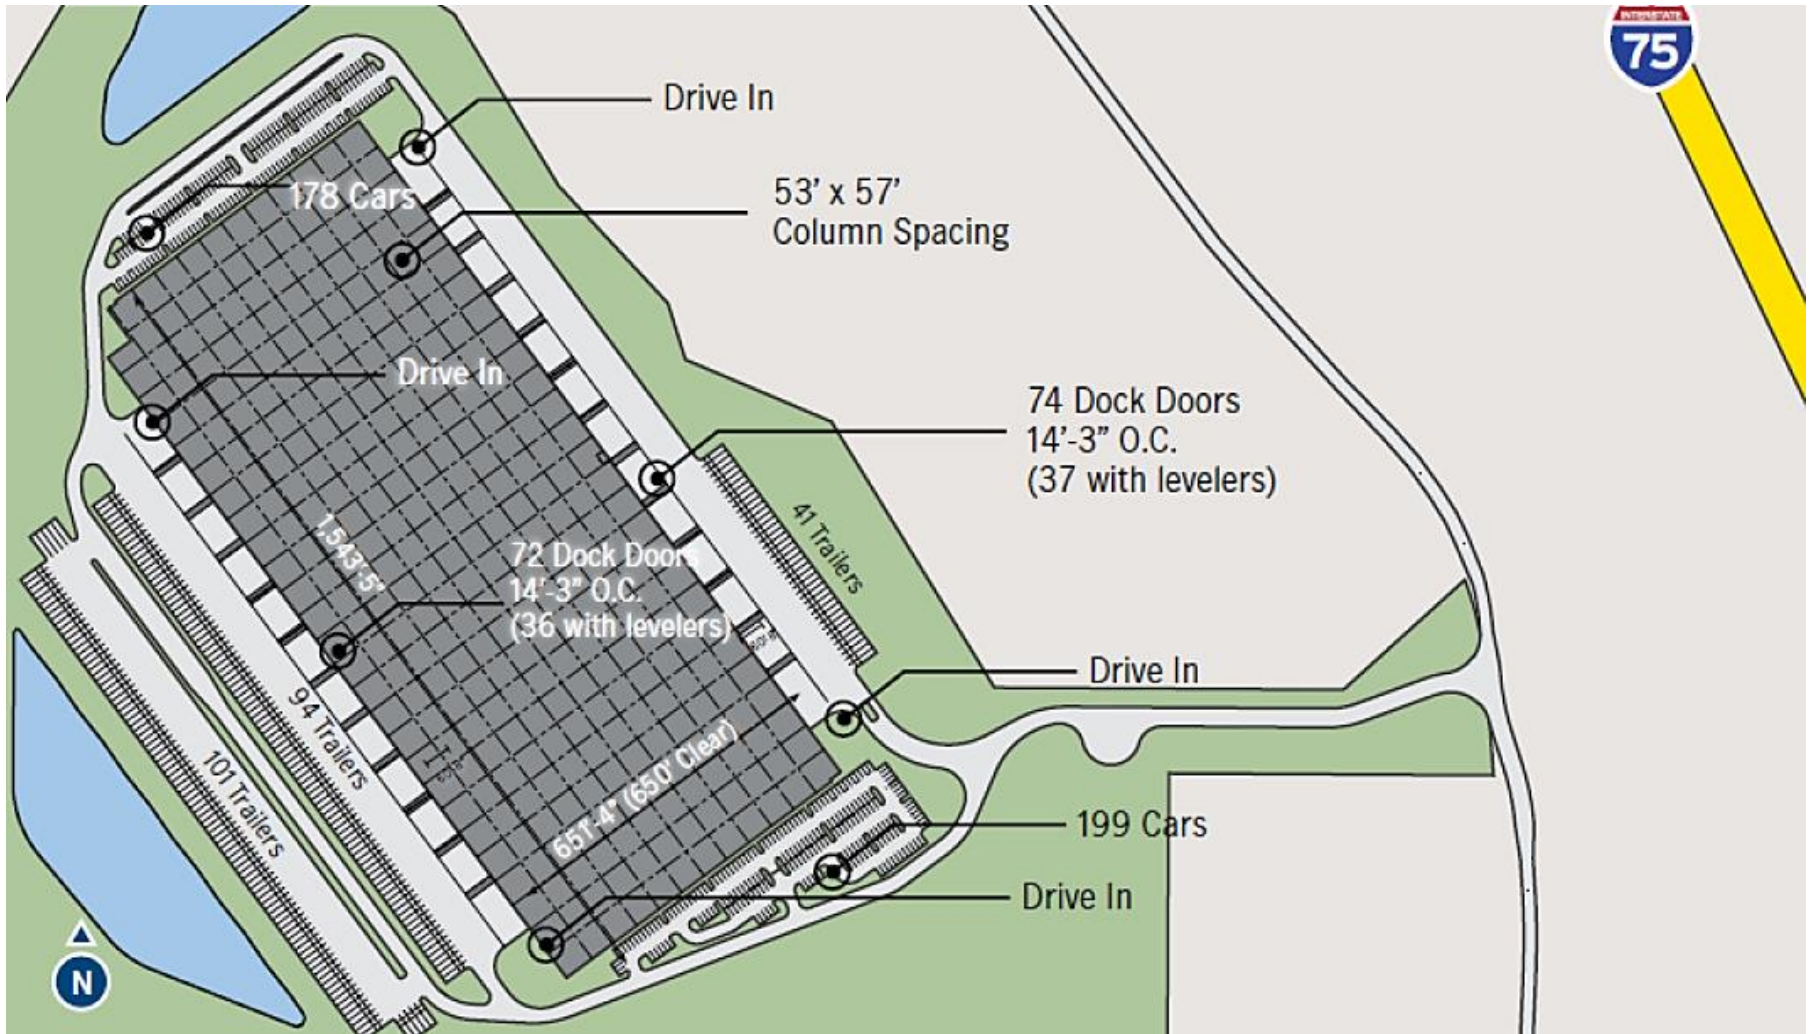 INTERSTATE
75
Drive In
178 Cars
53’ x 57’
Column Spacing
Drive In
74 Dock Doors
14’-3” O.C.
(37 with levelers)
41 Trailers
1,543’-5”
72 Dock Doors
14’-3” O.C.
(36 with levelers)
94 Trailers
101 Trailers
Drive In
651’-4” (650’ Clear)
199 Cars
Drive In
N